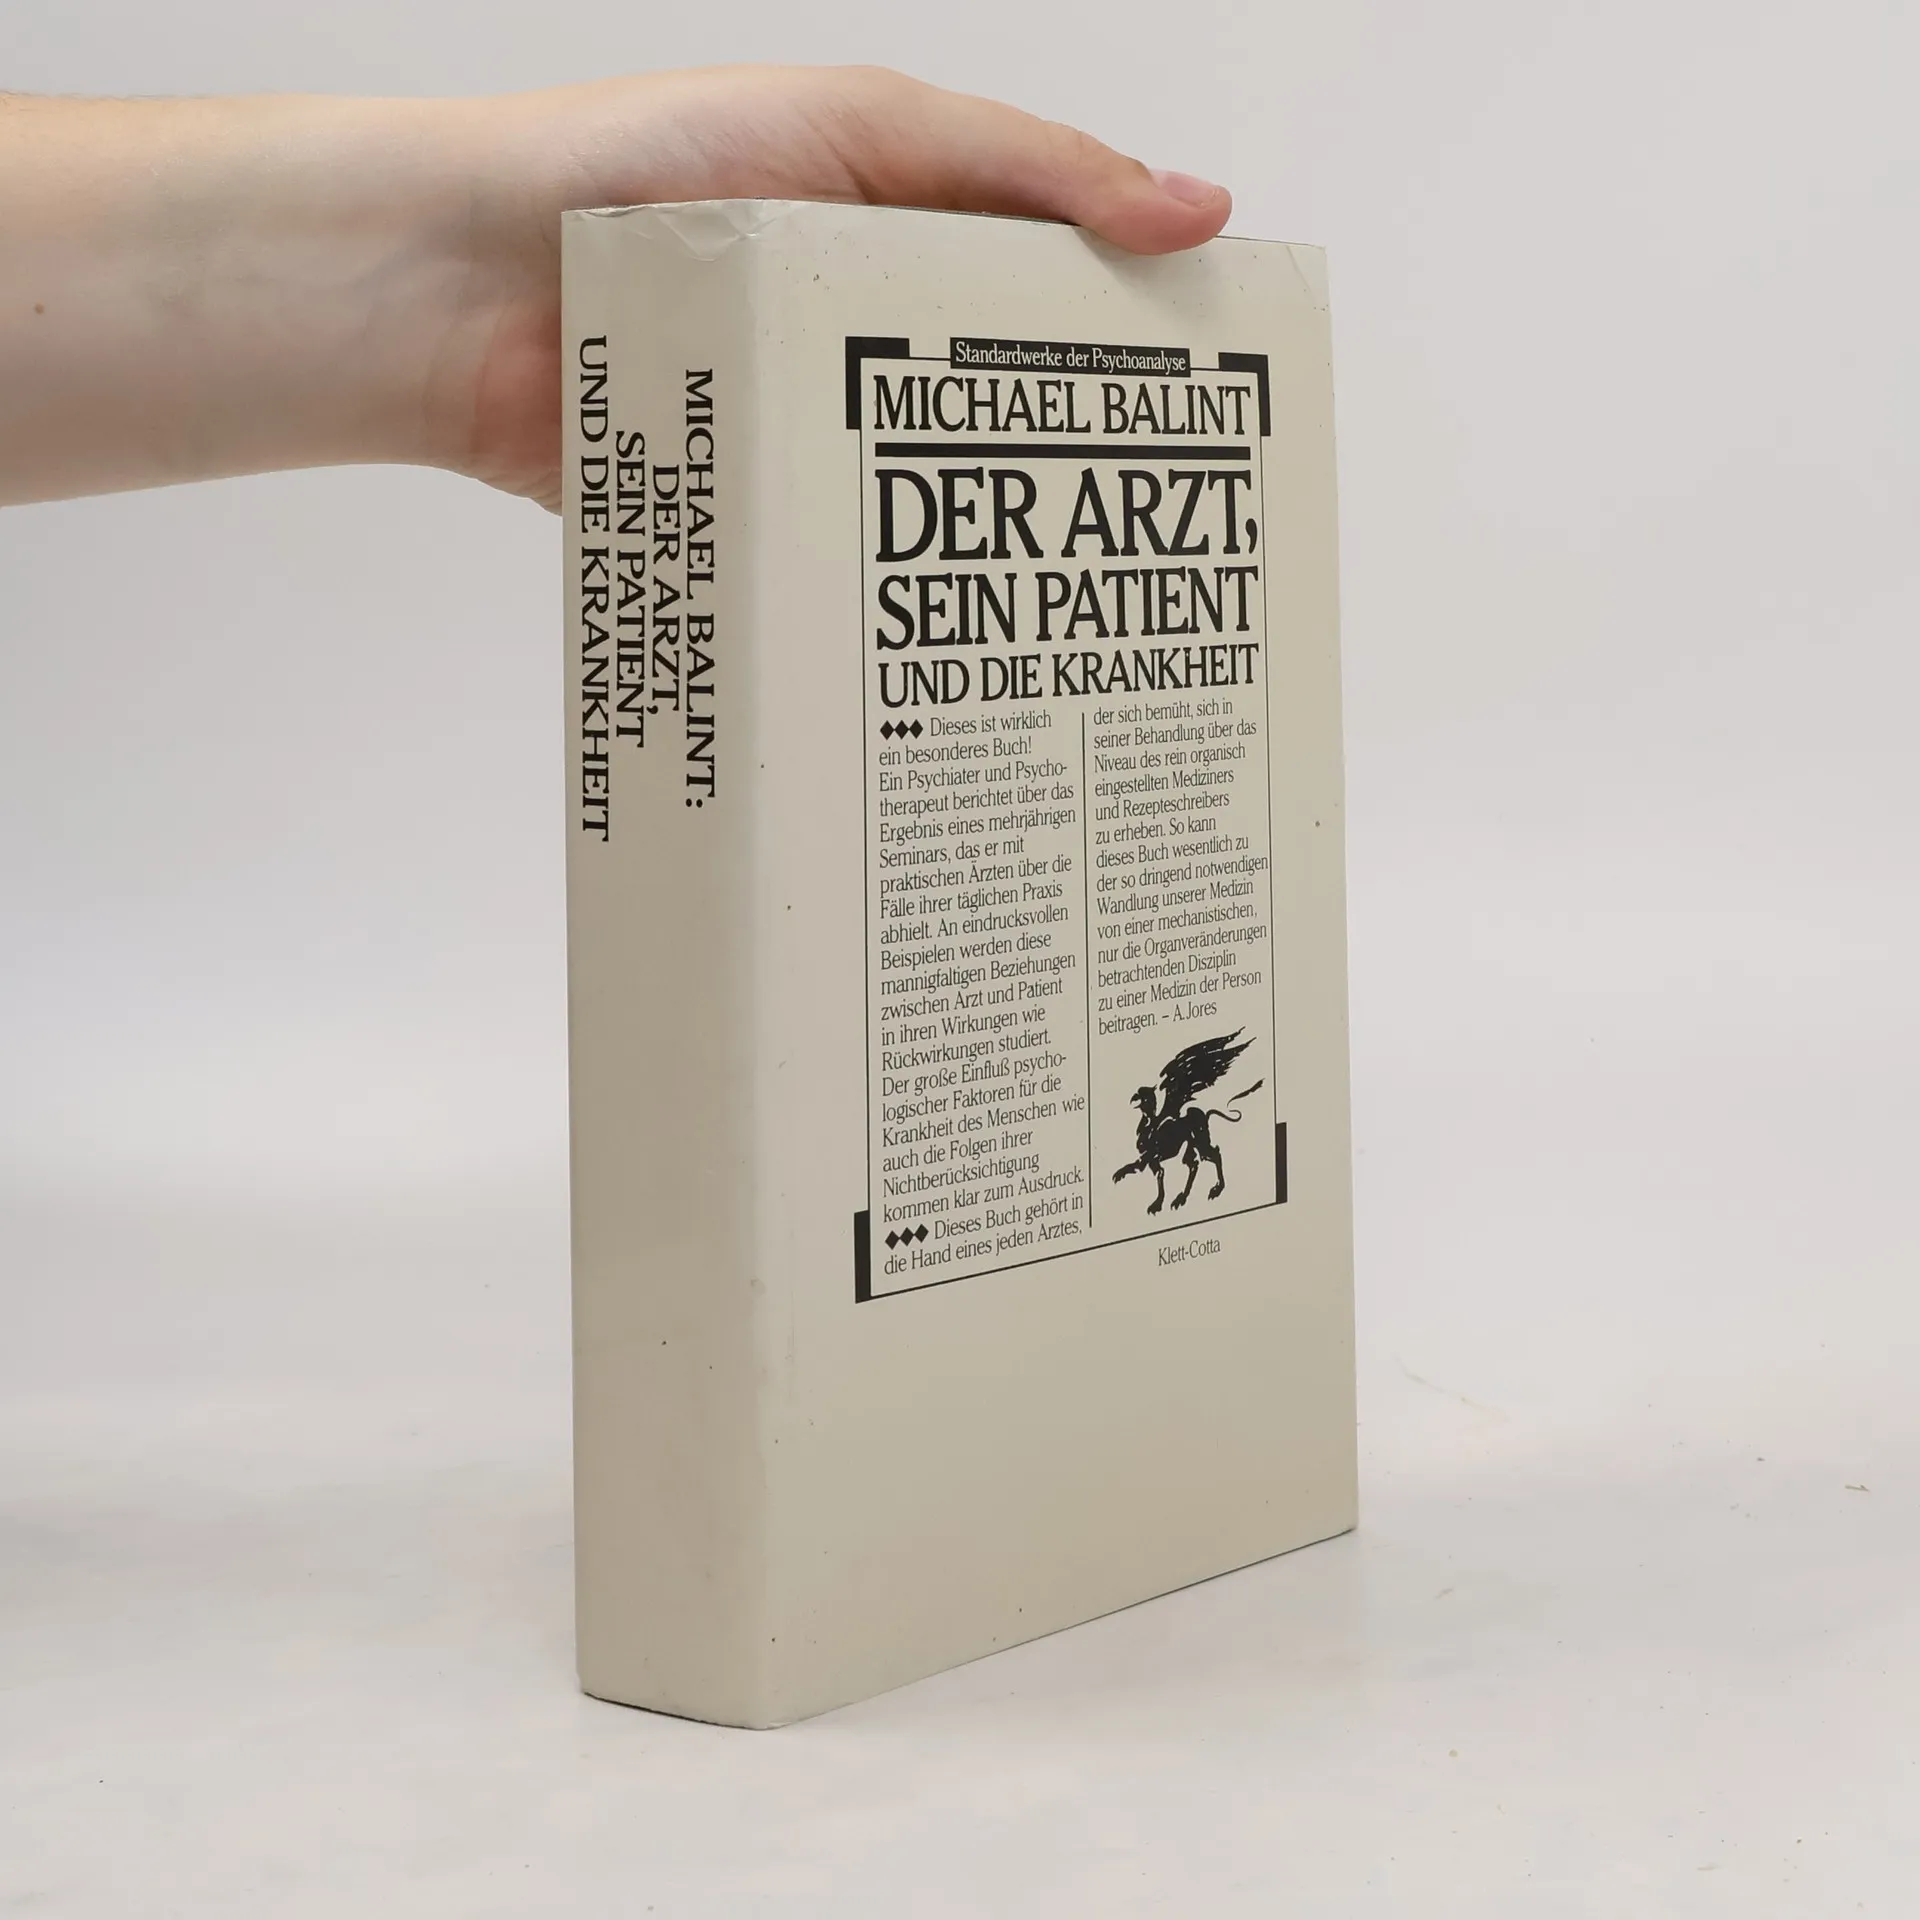 MICHAEL BALINT:
DER ARZT,
SEIN PATIENT
UND DIE KRANKHEIT
Standardwerke der Psychoanalyse
MICHAEL BALINT
DER ARZT,
SEIN PATIENT
UND DIE KRANKHEIT
♦♦♦ Dieses ist wirklich
ein besonderes Buch!
Ein Psychiater und Psycho-
therapeut berichtet über das
Ergebnis eines mehrjährigen
Seminars, das er mit
praktischen Ärzten über die
Fälle ihrer täglichen Praxis
abhielt. An eindrucksvollen
Beispielen werden diese
mannigfaltigen Beziehungen
zwischen Arzt und Patient
in ihren Wirkungen wie
Rückwirkungen studiert.
Der große Einfluß psycho-
logischer Faktoren für die
Krankheit des Menschen wie
auch die Folgen ihrer
Nichtberücksichtigung
kommen klar zum Ausdruck.
♦♦♦ Dieses Buch gehört in
die Hand eines jeden Arztes,
der sich bemüht, sich in
seiner Behandlung über das
Niveau des rein organisch
eingestellten Mediziners
und Rezepteschreibers
zu erheben. So kann
dieses Buch wesentlich zu
der so dringend notwendigen
Wandlung unserer Medizin
von einer mechanistischen,
nur die Organveränderungen
betrachtenden Disziplin
zu einer Medizin der Person
beitragen. – A. Jores
Klett-Cotta